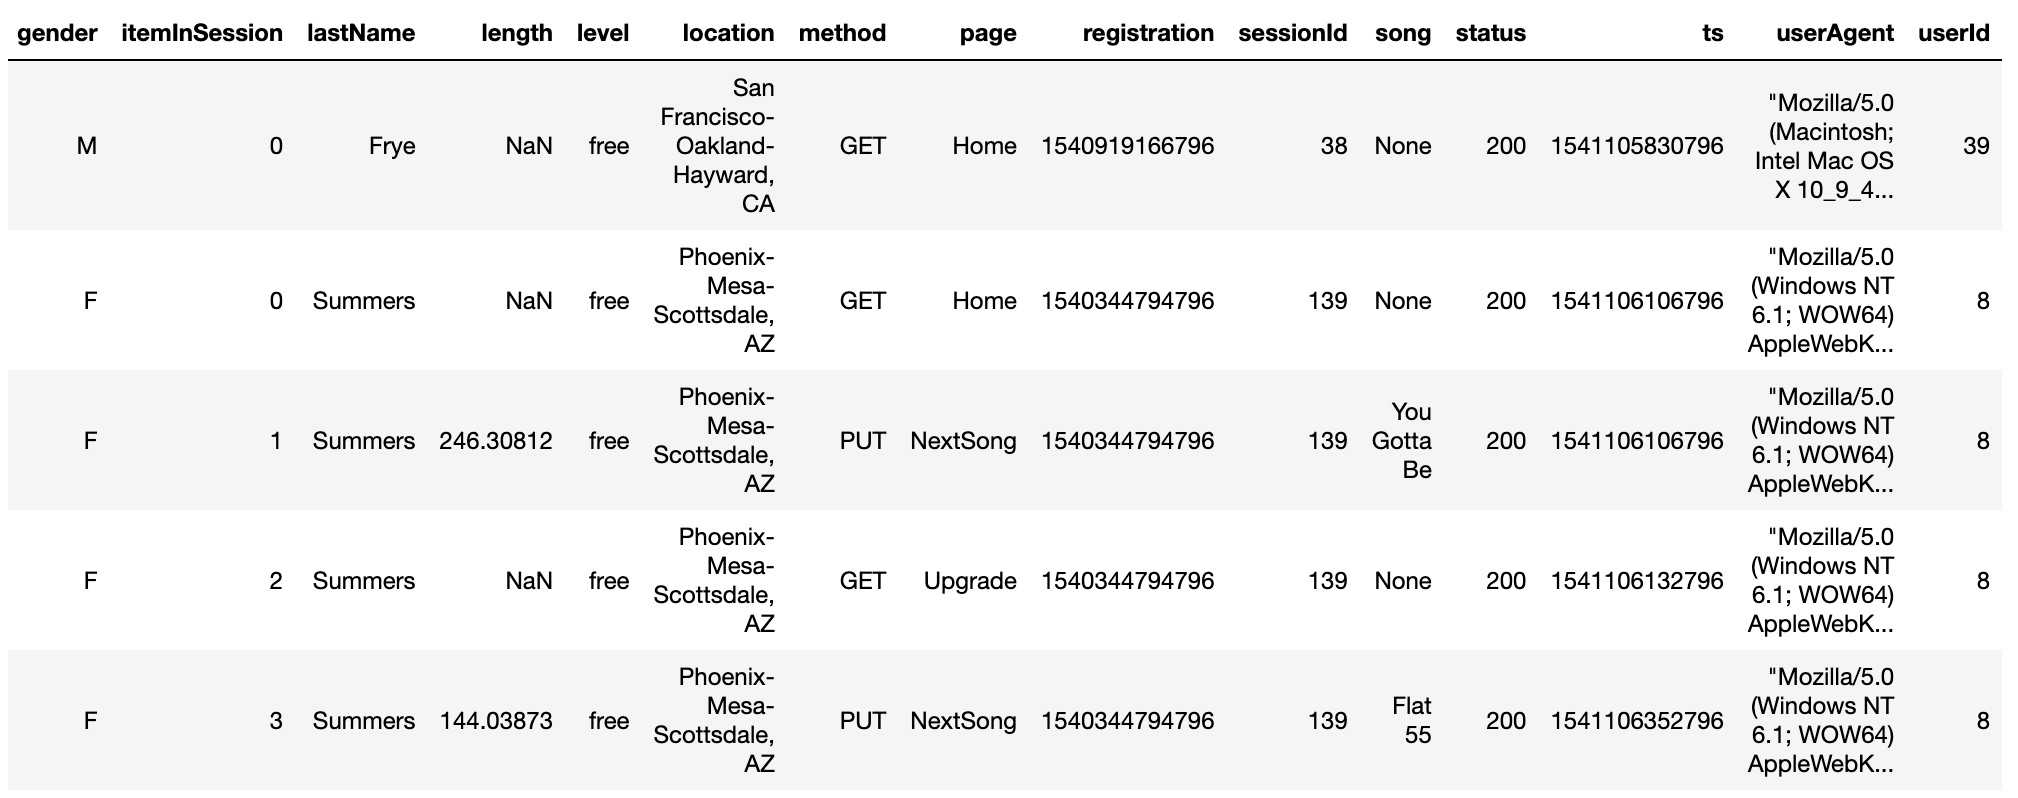 gender itemInSession lastName length level location method page registration sessionId song status ts userAgent userId
M 0 Frye NaN free San Francisco-Oakland-Hayward, CA GET Home 1540919166796 38 None 200 1541105830796 "Mozilla/5.0 (Macintosh; Intel Mac OS X 10_9_4... 39
F 0 Summers NaN free Phoenix-Mesa-Scottsdale, AZ GET Home 1540344794796 139 None 200 1541106106796 "Mozilla/5.0 (Windows NT 6.1; WOW64) AppleWebK... 8
F 1 Summers 246.30812 free Phoenix-Mesa-Scottsdale, AZ PUT NextSong 1540344794796 139 You Gotta Be 200 1541106106796 "Mozilla/5.0 (Windows NT 6.1; WOW64) AppleWebK... 8
F 2 Summers NaN free Phoenix-Mesa-Scottsdale, AZ GET Upgrade 1540344794796 139 None 200 1541106132796 "Mozilla/5.0 (Windows NT 6.1; WOW64) AppleWebK... 8
F 3 Summers 144.03873 free Phoenix-Mesa-Scottsdale, AZ PUT NextSong 1540344794796 139 Flat 55 200 1541106352796 "Mozilla/5.0 (Windows NT 6.1; WOW64) AppleWebK... 8